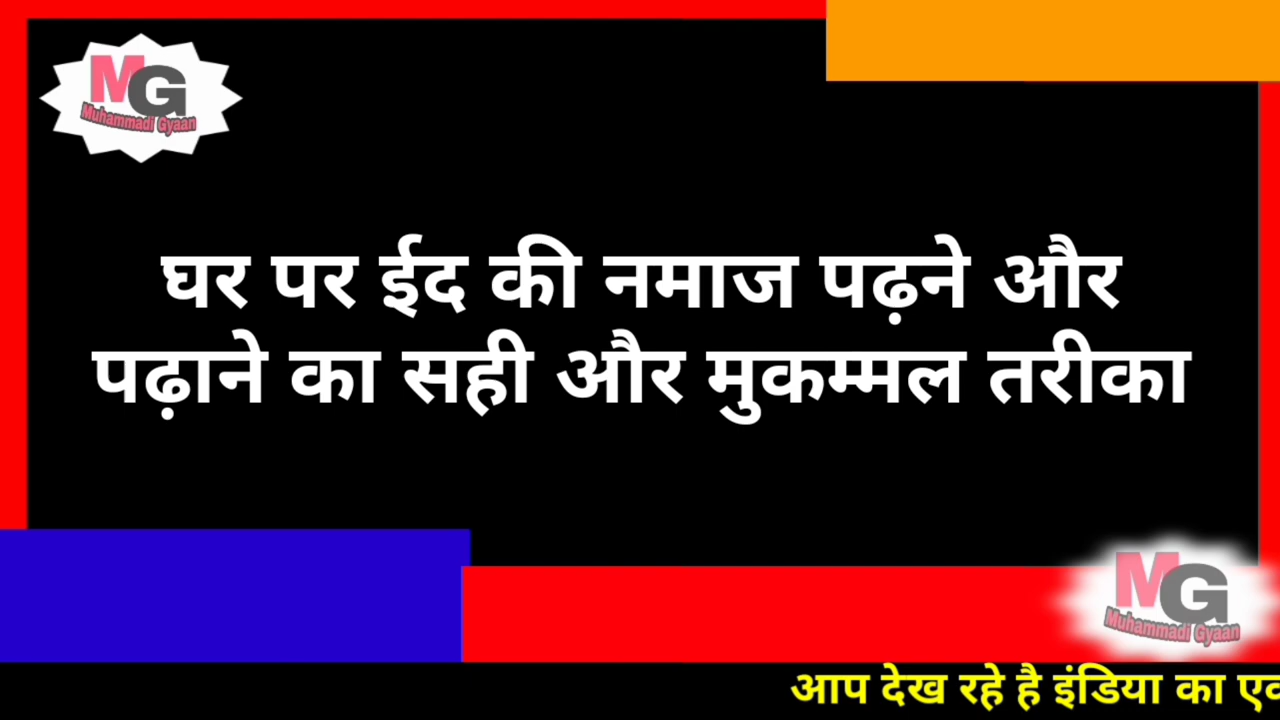 MG
Muhammadi Gyaan
घर पर ईद की नमाज पढ़ने और
पढ़ाने का सही और मुकम्मल तरीका
MG
Muhammadi Gyaan
आप देख रहे है इंडिया का